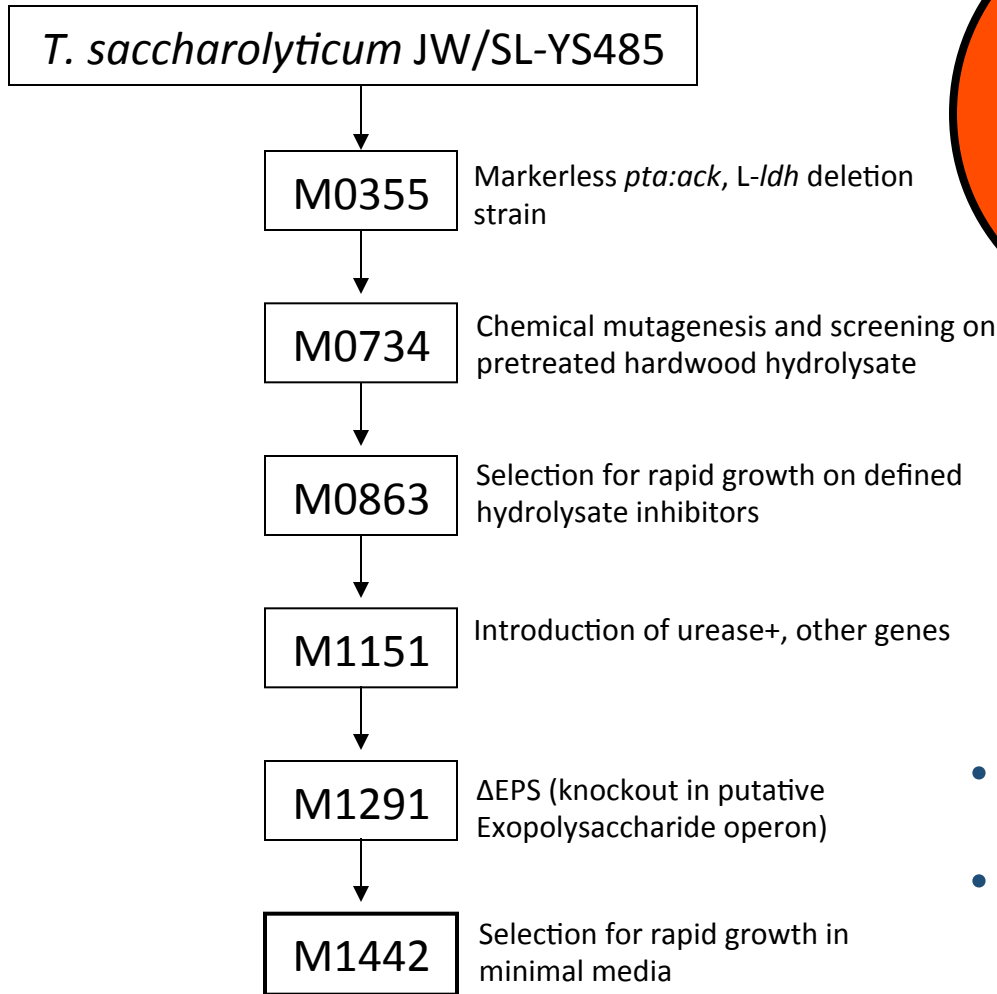 T. saccharolyticum JW/SL-YS485
M0355
Markerless pta:ack, L-ldh deletion
strain
M0734
Chemical mutagenesis and screening on
pretreated hardwood hydrolysate
M0863
Selection for rapid growth on defined
hydrolysate inhibitors
M1151
Introduction of urease+, other genes
M1291
ΔEPS (knockout in putative
Exopolysaccharide operon)
M1442
Selection for rapid growth in
minimal media